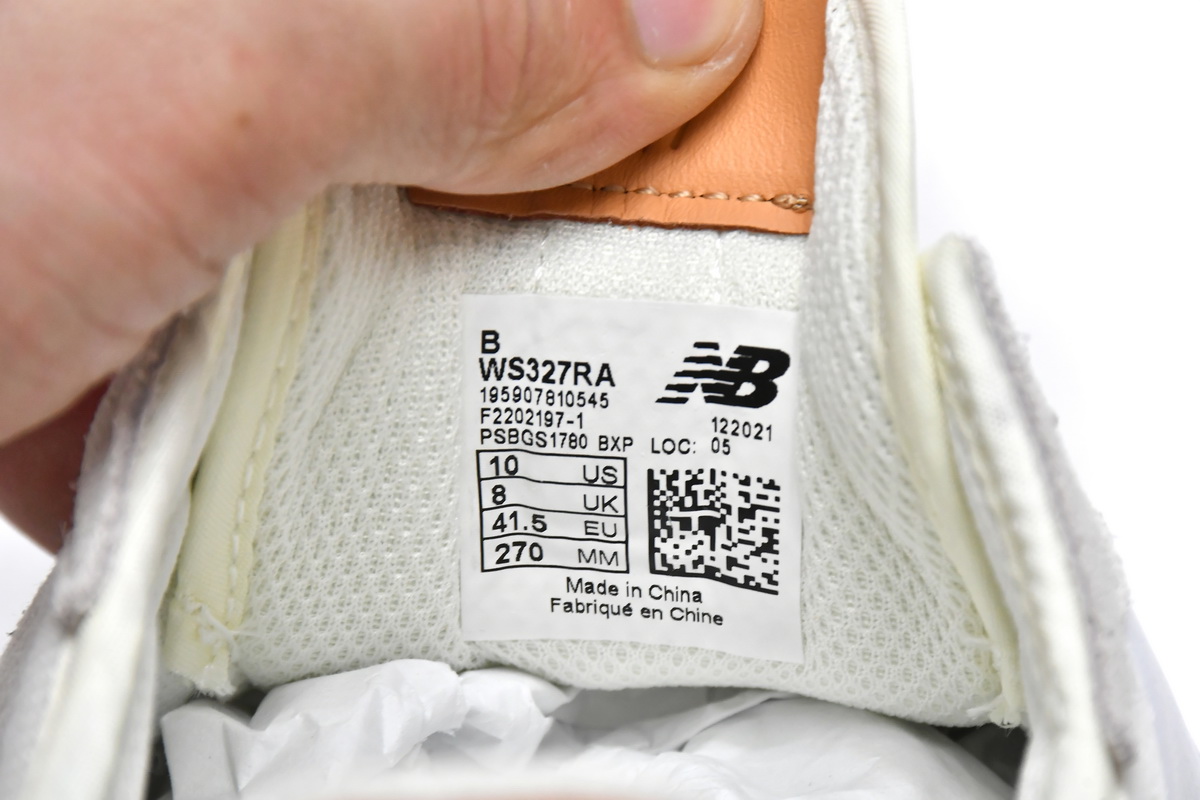 B
WS327RA
NB
195907810545
F2202197-1
122021
PSBGS1780 BXP LOC: 05
10 US
8 UK
41.5 EU
270 MM
Made in China
Fabriqué en Chine